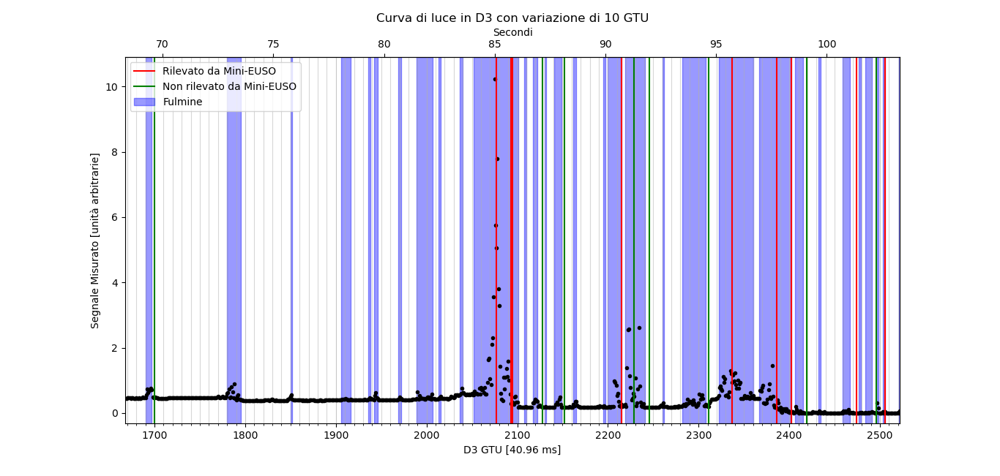 Curva di luce in D3 con variazione di 10 GTU
Secondi
70 75 80 85 90 95 100
Rilevato da Mini-EUSO
Non rilevato da Mini-EUSO
Fulmine
10
8
6
4
2
0
Segnale Misurato [unità arbitrarie]
1700 1800 1900 2000 2100 2200 2300 2400 2500
D3 GTU [40.96 ms]